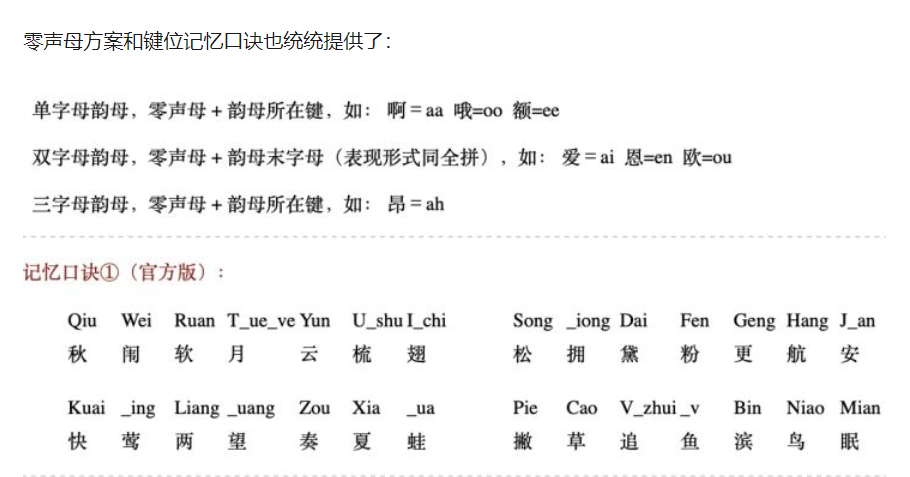 零声母方案和键位记忆口诀也统统提供了：
单字母韵母，零声母 + 韵母所在键，如： 啊 = aa 哦=oo 额=ee
双字母韵母，零声母 + 韵母末字母（表现形式同全拼），如： 爱 = ai 恩=en 欧=ou
三字母韵母，零声母 + 韵母所在键，如： 昂 = ah
记忆口诀①（官方版）：
Qiu Wei Ruan T_ue_ve Yun U_shu I_chi Song _iong Dai Fen Geng Hang J_an
秋 闱 软 月 云 梳 翅 松 拥 黛 粉 更 航 安
Kuai _ing Liang _uang Zou Xia _ua Pie Cao V_zhui _v Bin Niao Mian
快 莺 两 望 奏 夏 蛙 撇 草 追 鱼 滨 鸟 眠